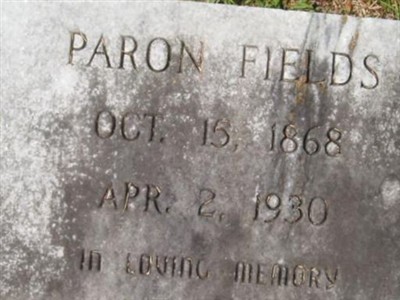 PARON FIELDS
OCT. 15, 1868
APR. 2, 1930
IN LOVING MEMORY